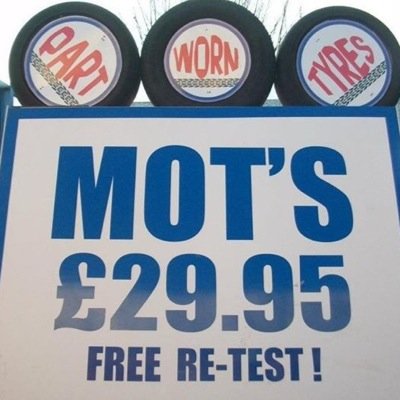 PART WORN TYRES
MOT'S
£29.95
FREE RE-TEST!